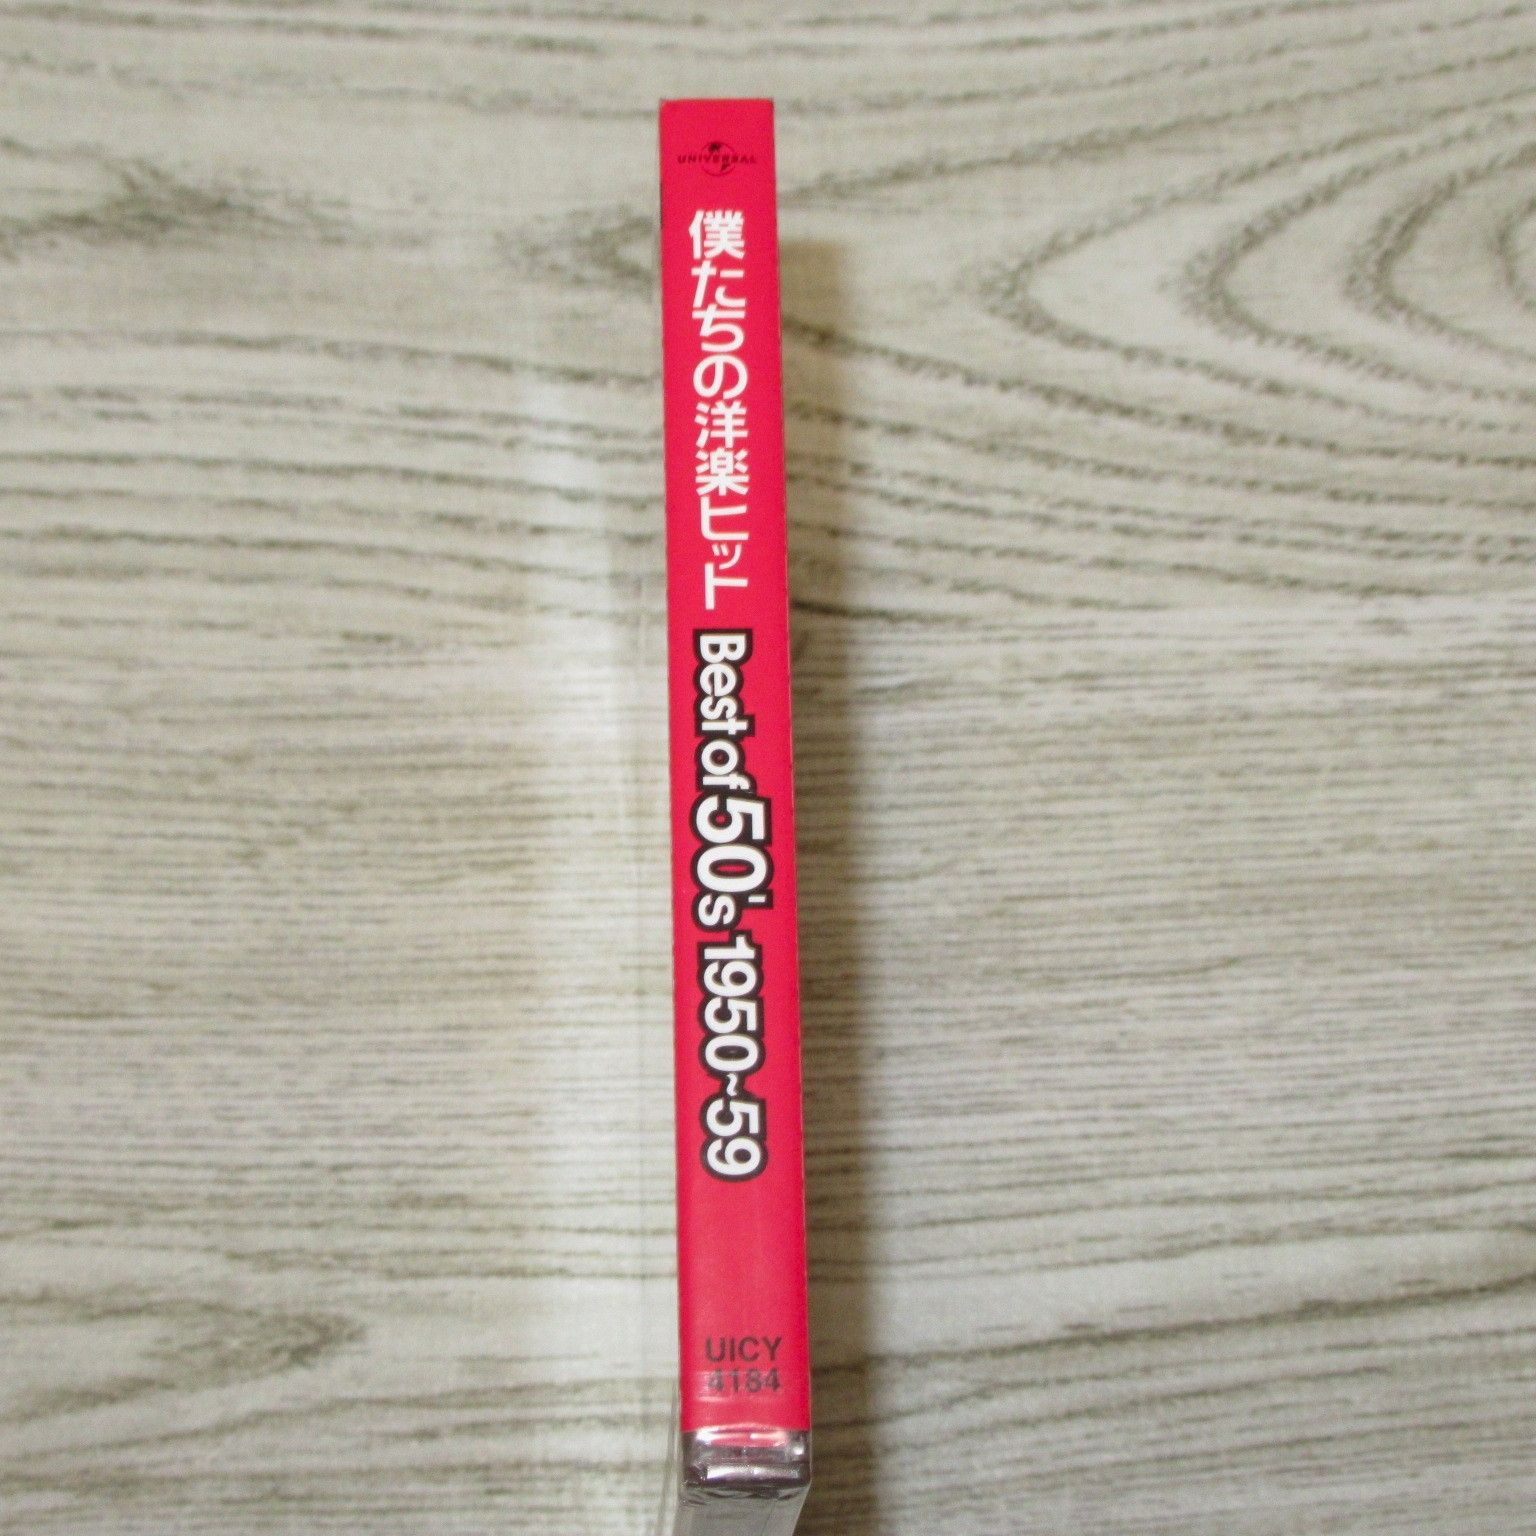 UNIVERSAL
僕たちの洋楽ヒット
Best of 50's 1950~59
UICY
4184